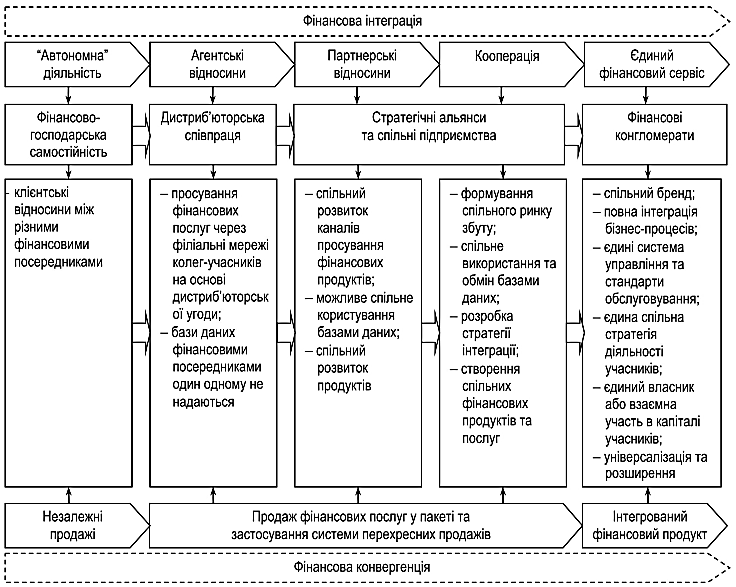 Фінансова інтеграція
“Автономна”
діяльність
Агентські
відносини
Партнерські
відносини
Кооперація
Єдиний
фінансовий сервіс
Фінансово-
господарська
самостійність
Дистриб’юторська
співпраця
Стратегічні альянси
та спільні підприємства
Фінансові
конгломерати
- клієнтські
відносини між
різними
фінансовими
посередниками
– просування
фінансових
послуг через
філіальні мережі
колег-учасників
на основі
дистриб’юторськ
ої угоди;
– бази даних
фінансовими
посередниками
один одному не
надаються
– спільний
розвиток
каналів
просування
фінансових
продуктів;
– можливе спільне
користування
базами даних;
– спільний
розвиток
продуктів
– формування
спільного ринку
збуту;
– спільне
використання та
обмін базами
даних;
– розробка
стратегії
інтеграції;
– створення
спільних
фінансових
продуктів та
послуг
– спільний бренд;
– повна інтеграція
бізнес-процесів;
– єдині система
управління та
стандарти
обслуговування;
– єдина спільна
стратегія
діяльності
учасників;
– єдиний власник
або взаємна
участь в капіталі
учасників;
– універсалізація та
розширення
Незалежні
продажі
Продаж фінансових послуг у пакеті та
застосування системи перехресних продажів
Інтегрований
фінансовий продукт
Фінансова конвергенція